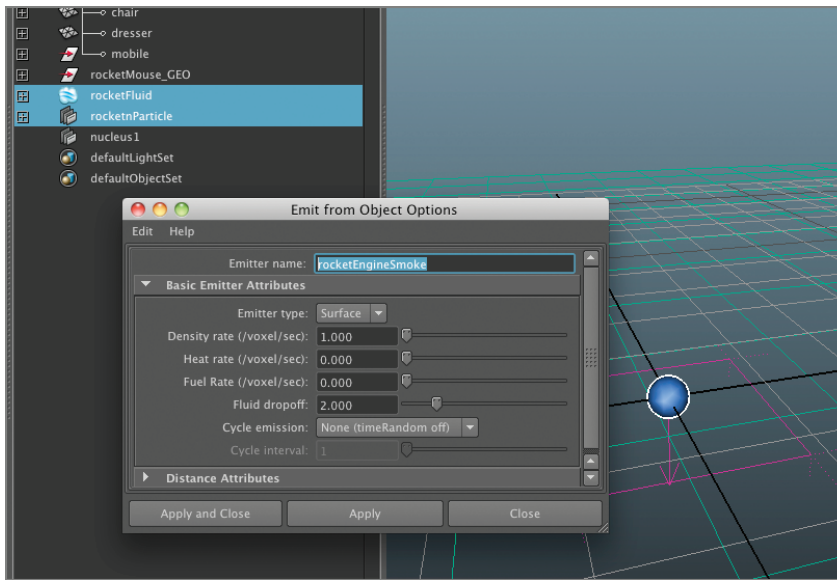 chair
dresser
mobile
rocketMouse_GEO
rocketFluid
rocketnParticle
nucleus1
defaultLightSet
defaultObjectSet
Emit from Object Options
Edit Help
Emitter name: rocketEngineSmoke
Basic Emitter Attributes
Emitter type: Surface
Density rate (/voxel/sec): 1.000
Heat rate (/voxel/sec): 0.000
Fuel Rate (/voxel/sec): 0.000
Fluid dropoff: 2.000
Cycle emission: None (timeRandom off)
Cycle interval: 1
Distance Attributes
Apply and Close Apply Close